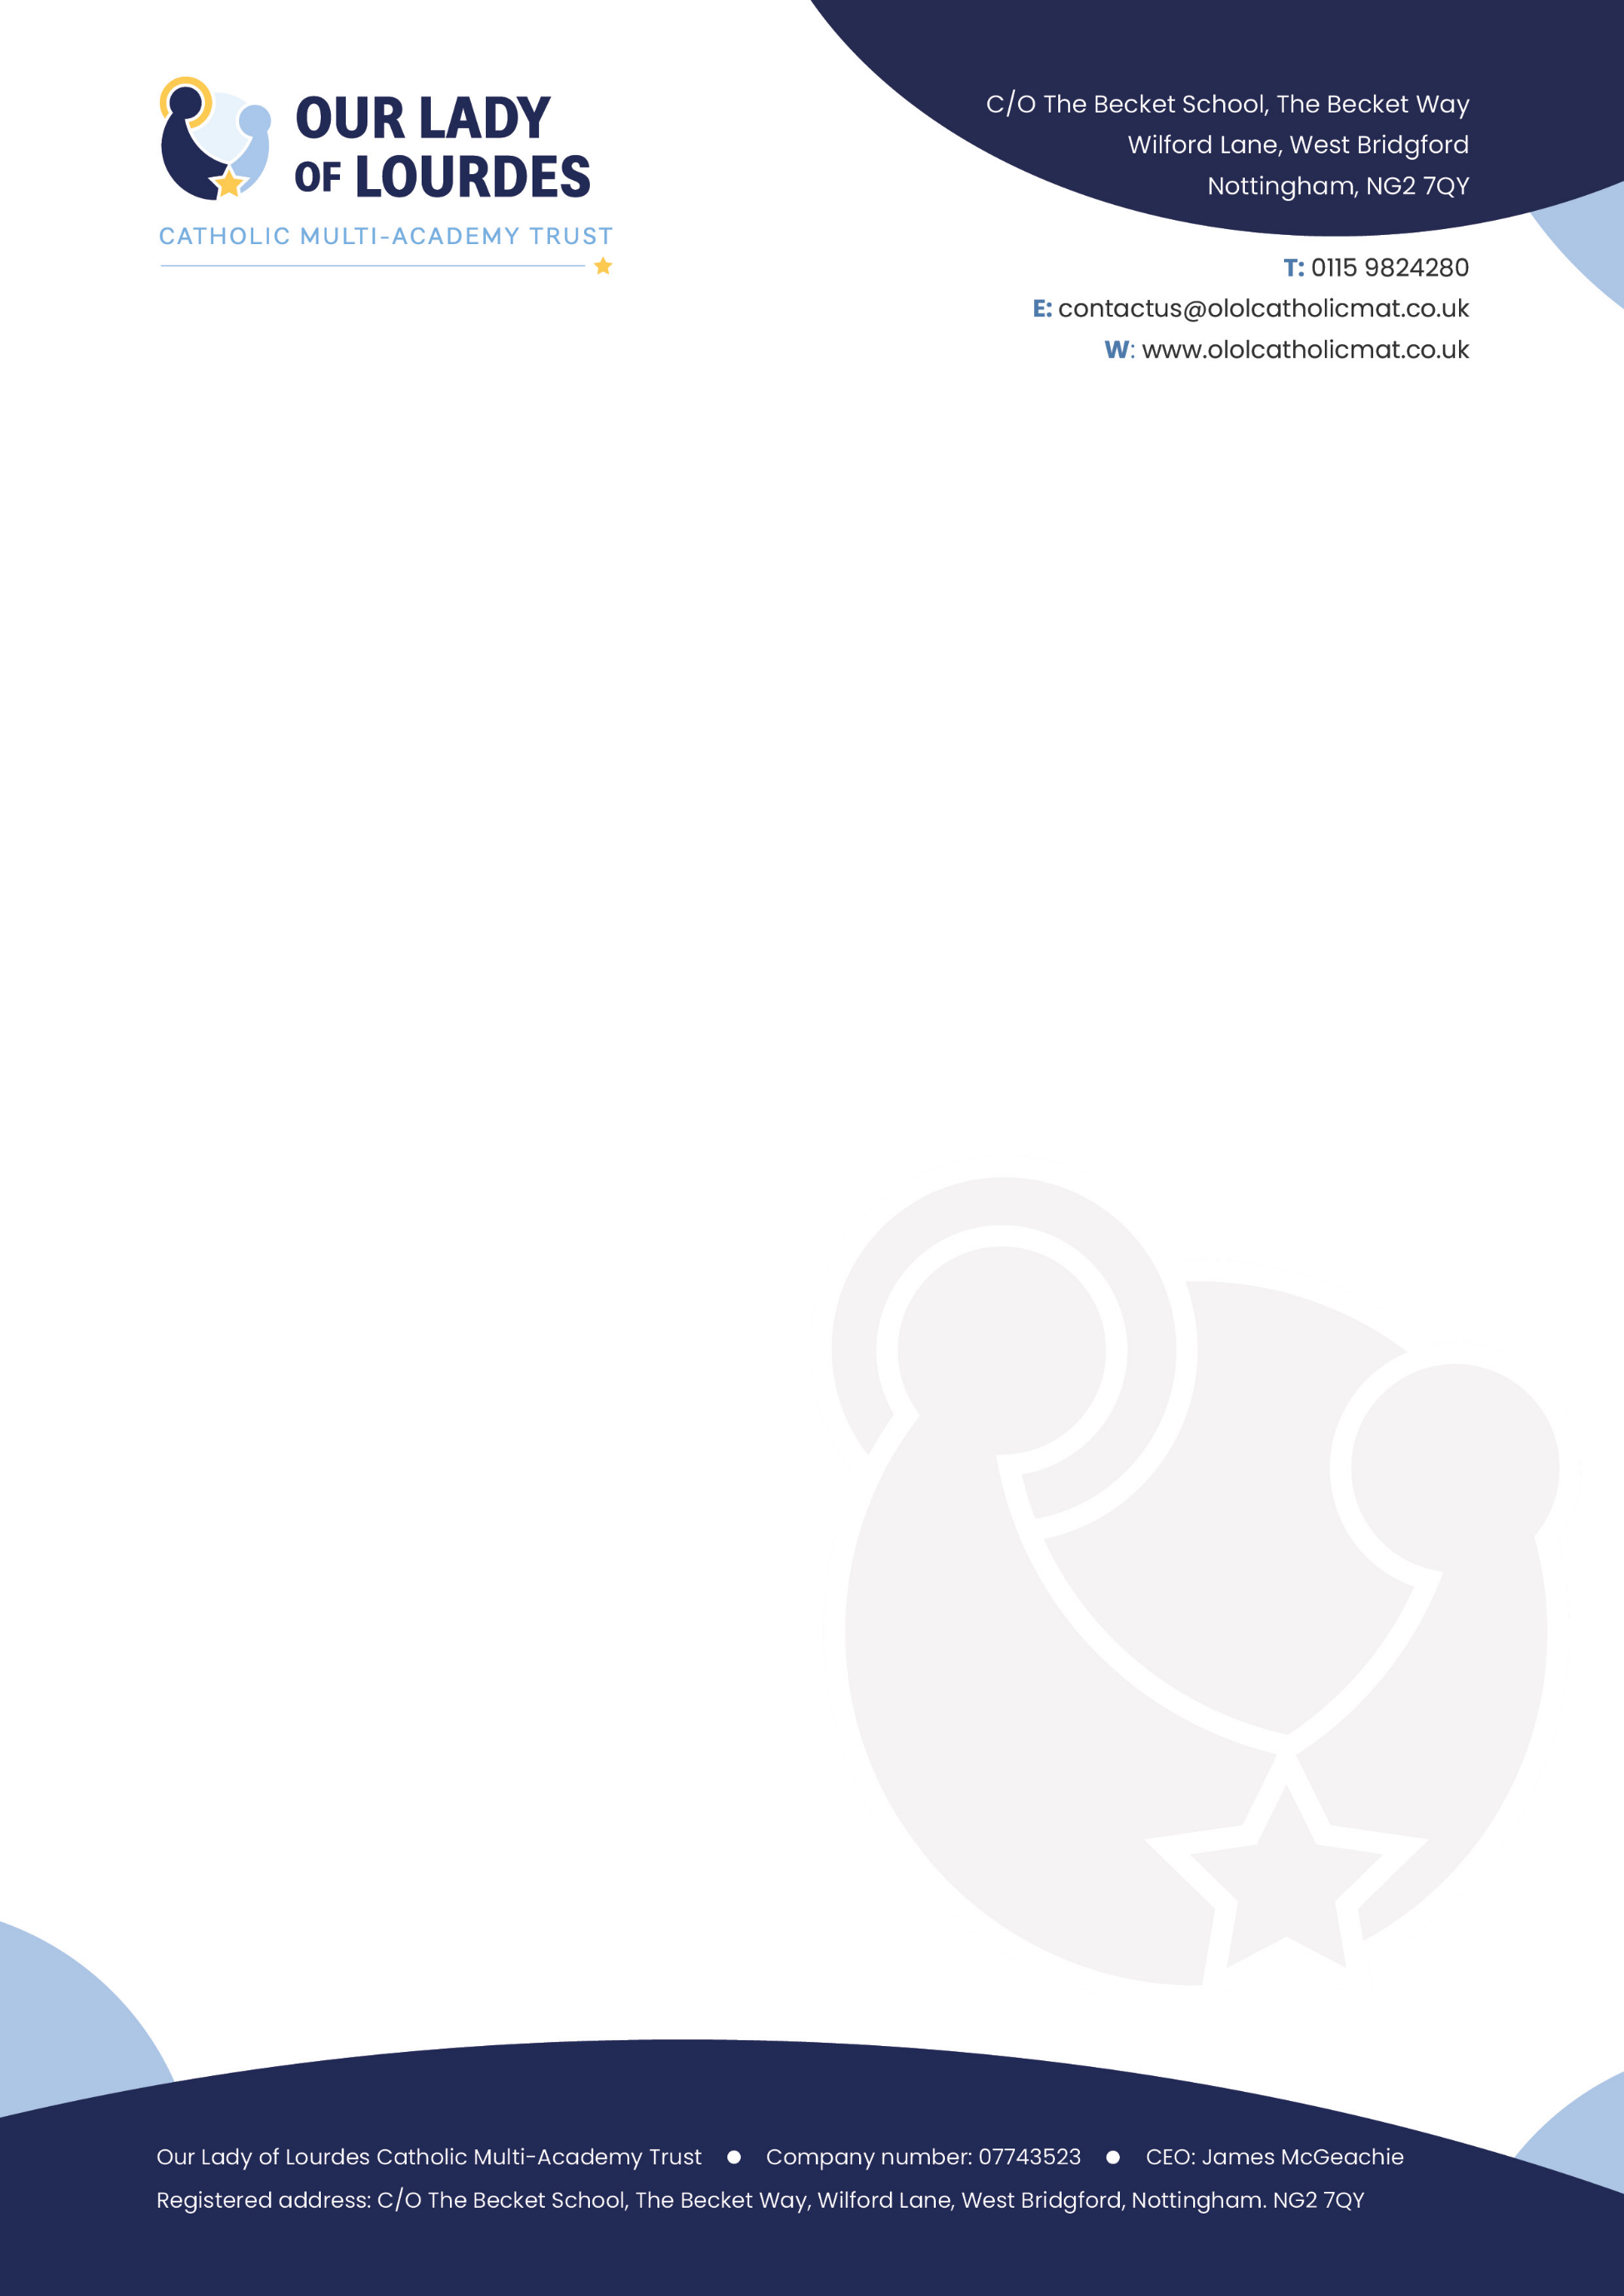 OUR LADY
OF LOURDES
CATHOLIC MULTI-ACADEMY TRUST
C/O The Becket School, The Becket Way
Wilford Lane, West Bridgford
Nottingham, NG2 7QY
T: 0115 9824280
E: contactus@ololcatholicmat.co.uk
W: www.ololcatholicmat.co.uk
Our Lady of Lourdes Catholic Multi-Academy Trust ● Company number: 07743523 ● CEO: James McGeachie
Registered address: C/O The Becket School, The Becket Way, Wilford Lane, West Bridgford, Nottingham. NG2 7QY